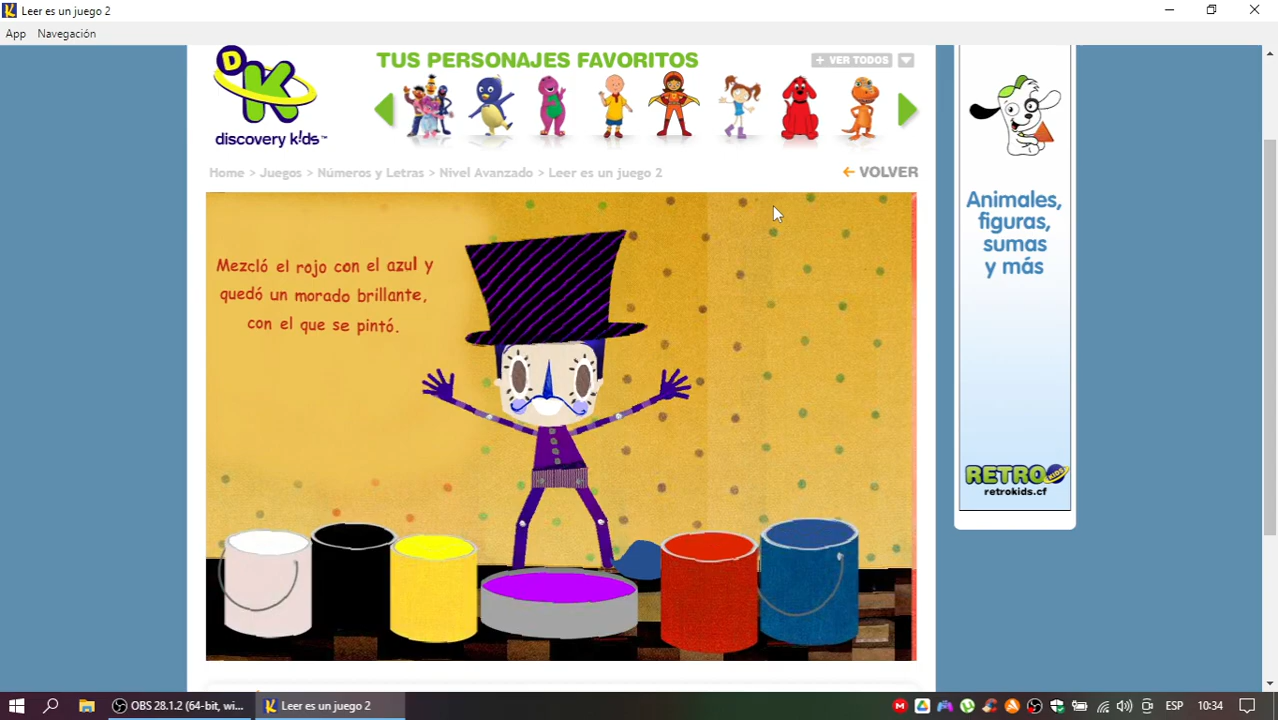 Leer es un juego 2
App Navegación
D K
discovery k!ds™
TUS PERSONAJES FAVORITOS
+ VER TODOS
Home > Juegos > Números y Letras > Nivel Avanzado > Leer es un juego 2
← VOLVER
Mezcló el rojo con el azul y
quedó un morado brillante,
con el que se pintó.
Animales,
figuras,
sumas
y más
RETRO KIDS
retrokids.cf
OBS 28.1.2 (64-bit, wi...
Leer es un juego 2
ESP
10:34